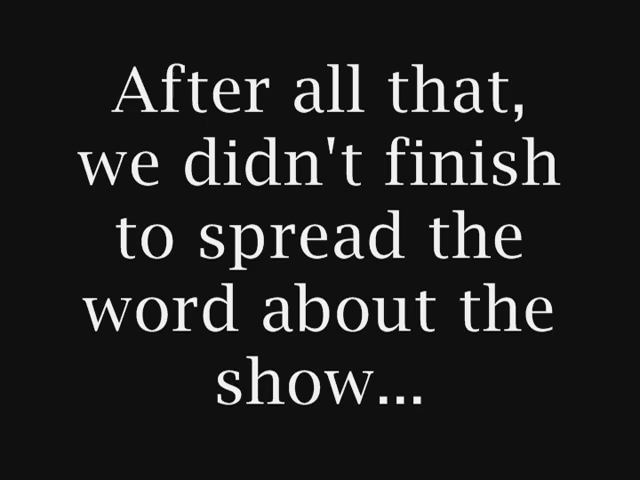 After all that,
we didn't finish
to spread the
word about the
show...